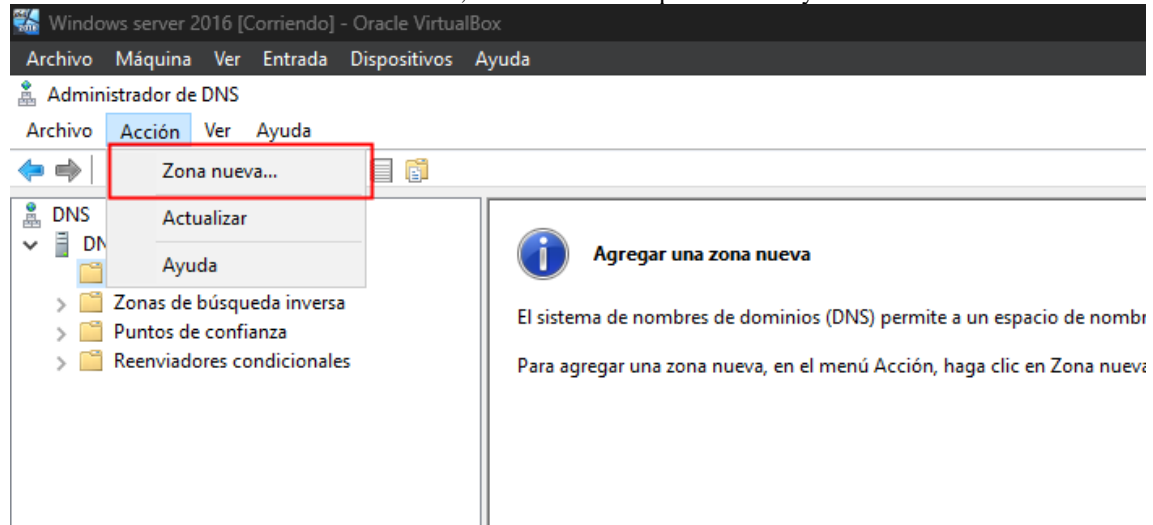 Windows server 2016 [Corriendo] - Oracle VirtualBox
Archivo Máquina Ver Entrada Dispositivos Ayuda
Administrador de DNS
Archivo Acción Ver Ayuda
Zona nueva...
Actualizar
Ayuda
DNS
DN
Zonas de búsqueda inversa
Puntos de confianza
Reenviadores condicionales
Agregar una zona nueva
El sistema de nombres de dominios (DNS) permite a un espacio de nombr
Para agregar una zona nueva, en el menú Acción, haga clic en Zona nueva